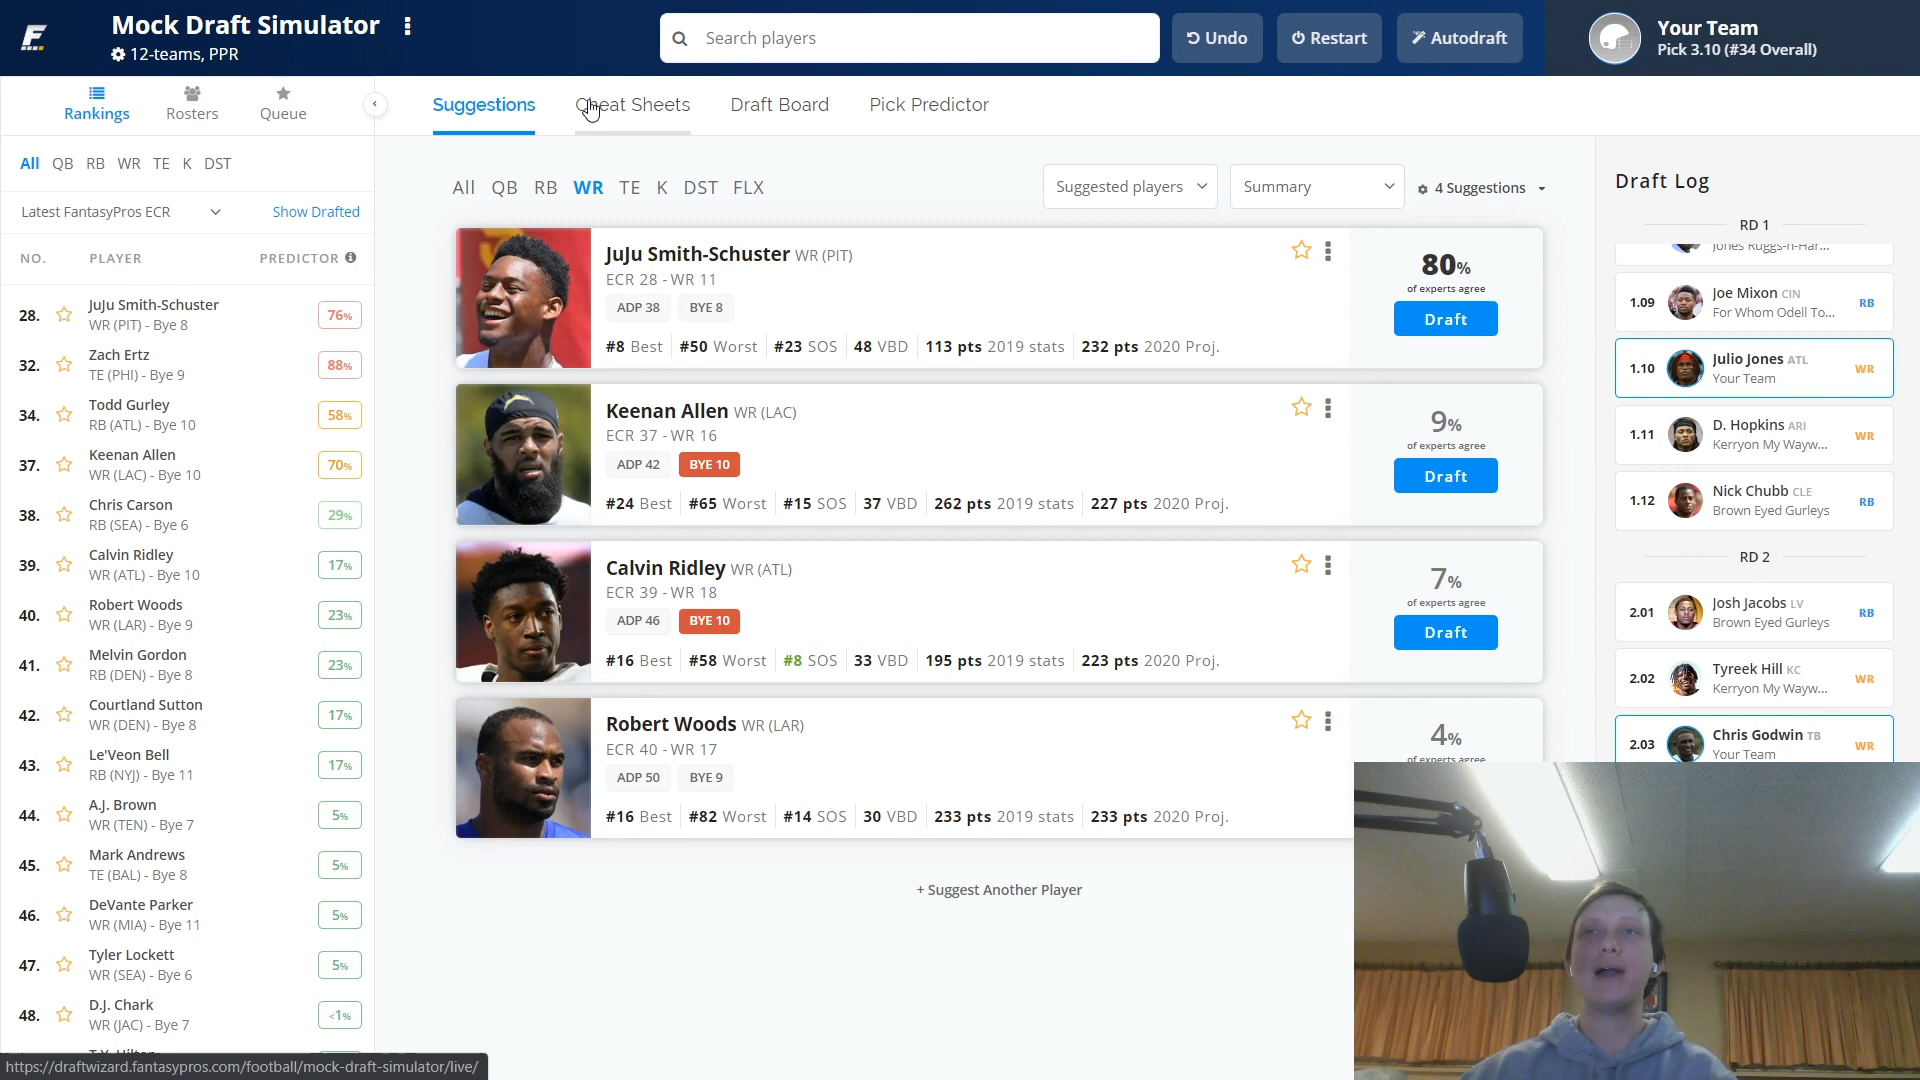 Mock Draft Simulator
12-teams, PPR
Search players
Undo
Restart
Autodraft
Your Team
Pick 3.10 (#34 Overall)
Rankings
Rosters
Queue
Suggestions
Cheat Sheets
Draft Board
Pick Predictor
All QB RB WR TE K DST
Latest FantasyPros ECR
Show Drafted
NO. PLAYER PREDICTOR
28. JuJu Smith-Schuster 76%
WR (PIT) - Bye 8
32. Zach Ertz 88%
TE (PHI) - Bye 9
34. Todd Gurley 58%
RB (ATL) - Bye 10
37. Keenan Allen 70%
WR (LAC) - Bye 10
38. Chris Carson 29%
RB (SEA) - Bye 6
39. Calvin Ridley 17%
WR (ATL) - Bye 10
40. Robert Woods 23%
WR (LAR) - Bye 9
41. Melvin Gordon 23%
RB (DEN) - Bye 8
42. Courtland Sutton 17%
WR (DEN) - Bye 8
43. Le'Veon Bell 17%
RB (NYJ) - Bye 11
44. A.J. Brown 5%
WR (TEN) - Bye 7
45. Mark Andrews 5%
TE (BAL) - Bye 8
46. DeVante Parker 5%
WR (MIA) - Bye 11
47. Tyler Lockett 5%
WR (SEA) - Bye 6
48. D.J. Chark <1%
WR (JAC) - Bye 7
https://draftwizard.fantasypros.com/football/mock-draft-simulator/live/
All QB RB WR TE K DST FLX
Suggested players
Summary
4 Suggestions
JuJu Smith-Schuster WR (PIT)
ECR 28 - WR 11
ADP 38 BYE 8
#8 Best #50 Worst #23 SOS 48 VBD 113 pts 2019 stats 232 pts 2020 Proj.
80%
of experts agree
Draft
Keenan Allen WR (LAC)
ECR 37 - WR 16
ADP 42 BYE 10
#24 Best #65 Worst #15 SOS 37 VBD 262 pts 2019 stats 227 pts 2020 Proj.
9%
of experts agree
Draft
Calvin Ridley WR (ATL)
ECR 39 - WR 18
ADP 46 BYE 10
#16 Best #58 Worst #8 SOS 33 VBD 195 pts 2019 stats 223 pts 2020 Proj.
7%
of experts agree
Draft
Robert Woods WR (LAR)
ECR 40 - WR 17
ADP 50 BYE 9
#16 Best #82 Worst #14 SOS 30 VBD 233 pts 2019 stats 233 pts 2020 Proj.
4%
of experts agree
+ Suggest Another Player
Draft Log
RD 1
Jones Ruggs-n-Har...
1.09 Joe Mixon CIN RB
For Whom Odell To...
1.10 Julio Jones ATL WR
Your Team
1.11 D. Hopkins ARI WR
Kerryon My Wayw...
1.12 Nick Chubb CLE RB
Brown Eyed Gurleys
RD 2
2.01 Josh Jacobs LV RB
Brown Eyed Gurleys
2.02 Tyreek Hill KC WR
Kerryon My Wayw...
2.03 Chris Godwin TB WR
Your Team